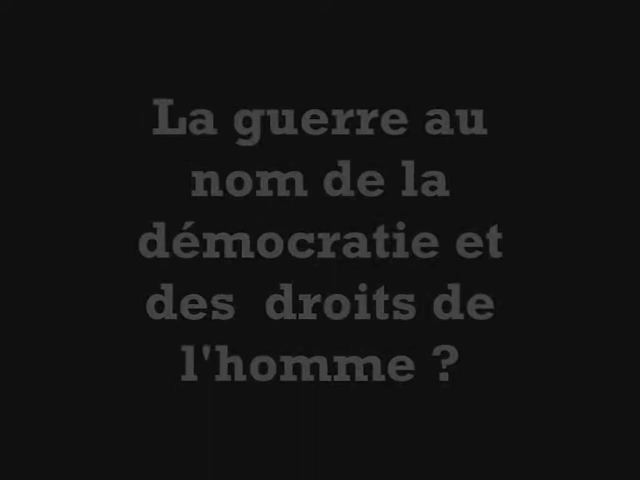 La guerre au
nom de la
démocratie et
des  droits de
l'homme ?